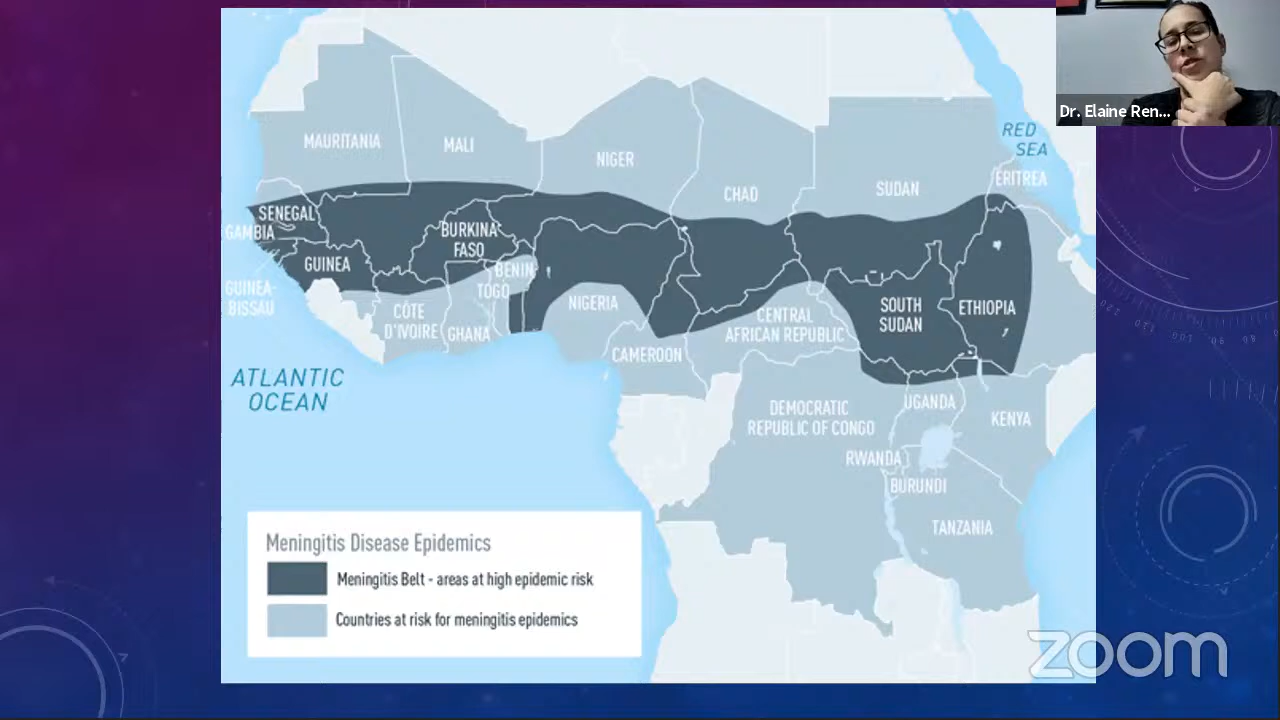 Dr. Elaine Ren...
RED
SEA
MAURITANIA
MALI
NIGER
CHAD
SUDAN
ERITREA
SENEGAL
GAMBIA
BURKINA
FASO
GUINEA
BENIN
TOGO
GUINEA-
BISSAU
CÔTE
D'IVOIRE
GHANA
NIGERIA
CENTRAL
AFRICAN REPUBLIC
SOUTH
SUDAN
ETHIOPIA
CAMEROON
ATLANTIC
OCEAN
DEMOCRATIC
REPUBLIC OF CONGO
UGANDA
KENYA
RWANDA
BURUNDI
TANZANIA
Meningitis Disease Epidemics
Meningitis Belt - areas at high epidemic risk
Countries at risk for meningitis epidemics
zoom